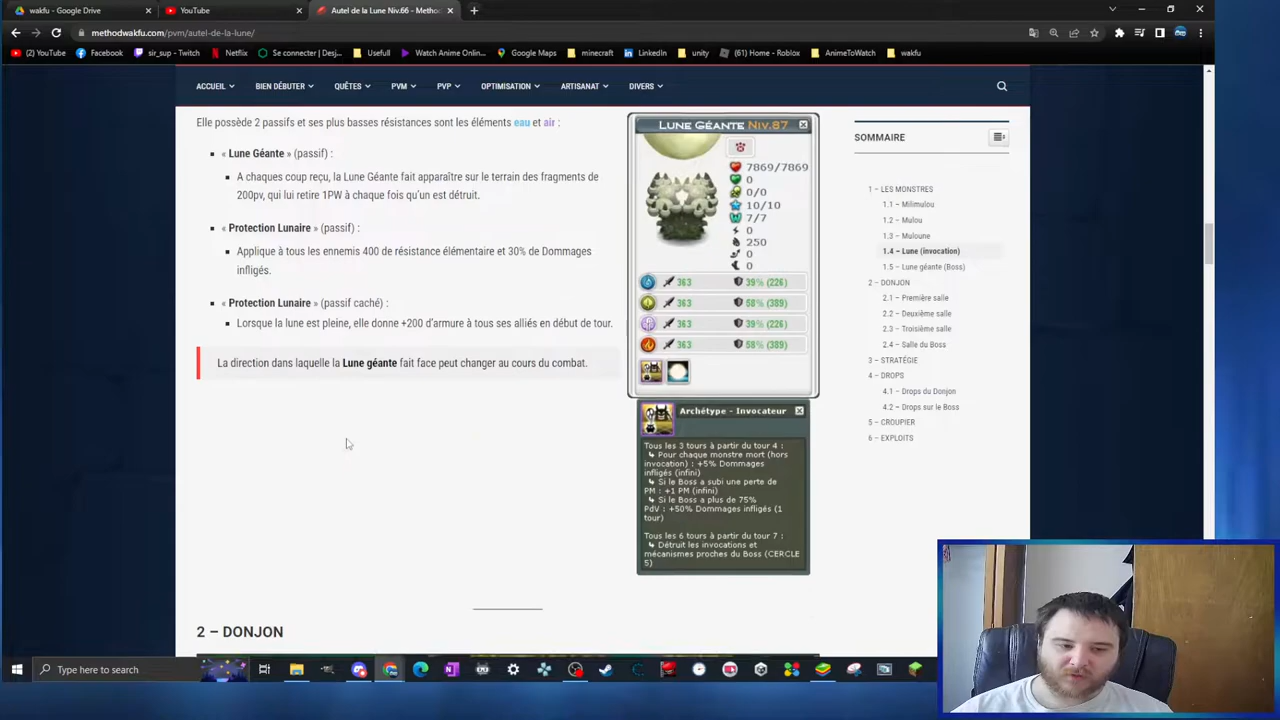 wakfu - Google Drive
YouTube
Autel de la Lune Niv.66 - Metho
methodwakfu.com/pvm/autel-de-la-lune/
(2) YouTube
Facebook
sir_sup - Twitch
Netflix
Se connecter | Desj...
Usefull
Watch Anime Onlin...
Google Maps
minecraft
LinkedIn
unity
(61) Home - Roblox
AnimeToWatch
wakfu
ACCUEIL
BIEN DÉBUTER
QUÊTES
PVM
PVP
OPTIMISATION
ARTISANAT
DIVERS
Elle possède 2 passifs et ses plus basses résistances sont les éléments eau et air :
« Lune Géante » (passif) :
A chaques coup reçu, la Lune Géante fait apparaître sur le terrain des fragments de
200pv, qui lui retire 1PW à chaque fois qu'un est détruit.
« Protection Lunaire » (passif) :
Applique à tous les ennemis 400 de résistance élémentaire et 30% de Dommages
infligés.
« Protection Lunaire » (passif caché) :
Lorsque la lune est pleine, elle donne +200 d'armure à tous ses alliés en début de tour.
La direction dans laquelle la Lune géante fait face peut changer au cours du combat.
LUNE GÉANTE NIV.87
7869/7869
0
0/0
10/10
7/7
0
250
0
0
363 39% (226)
363 58% (389)
363 39% (226)
363 58% (389)
Archétype - Invocateur
Tous les 3 tours à partir du tour 4 :
Pour chaque monstre mort (hors
invocation) : +5% Dommages
infligés (infini)
Si le Boss a subi une perte de
PM : +1 PM (infini)
Si le Boss a plus de 75%
PdV : +50% Dommages infligés (1
tour)
Tous les 6 tours à partir du tour 7 :
Détruit les invocations et
mécanismes proches du Boss (CERCLE
5)
SOMMAIRE
1 – LES MONSTRES
1.1 – Milimulou
1.2 – Mulou
1.3 – Muloune
1.4 – Lune (invocation)
1.5 – Lune géante (Boss)
2 – DONJON
2.1 – Première salle
2.2 – Deuxième salle
2.3 – Troisième salle
2.4 – Salle du Boss
3 – STRATÉGIE
4 – DROPS
4.1 – Drops du Donjon
4.2 – Drops sur le Boss
5 – CROUPIER
6 – EXPLOITS
2 – DONJON
Type here to search